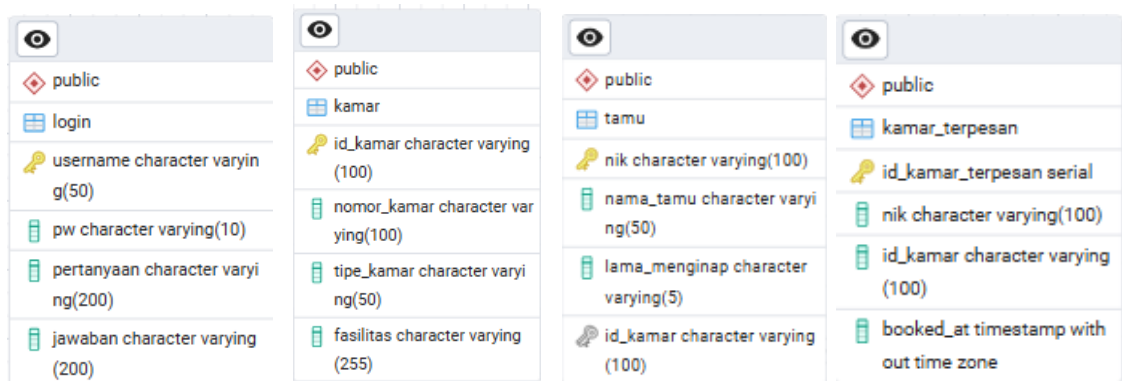 public
login
username character varyin
g(50)
pw character varying(10)
pertanyaan character varyi
ng(200)
jawaban character varying
(200)
public
kamar
id_kamar character varying
(100)
nomor_kamar character var
ying(100)
tipe_kamar character varyi
ng(50)
fasilitas character varying
(255)
public
tamu
nik character varying(100)
nama_tamu character varyi
ng(50)
lama_menginap character
varying(5)
id_kamar character varying
(100)
public
kamar_terpesan
id_kamar_terpesan serial
nik character varying(100)
id_kamar character varying
(100)
booked_at timestamp with
out time zone